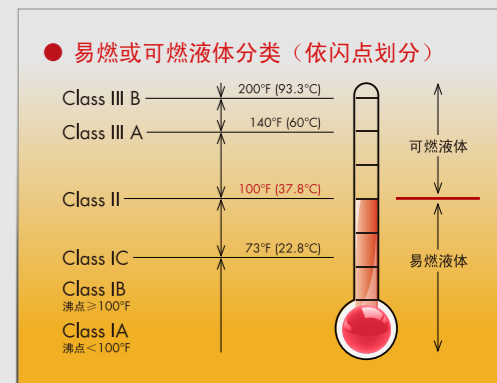 易燃或可燃液体分类（依闪点划分）
Class III B 200°F (93.3°C)
Class III A 140°F (60°C)
可燃液体
Class II 100°F (37.8°C)
Class IC 73°F (22.8°C)
易燃液体
Class IB
沸点≥100°F
Class IA
沸点＜100°F